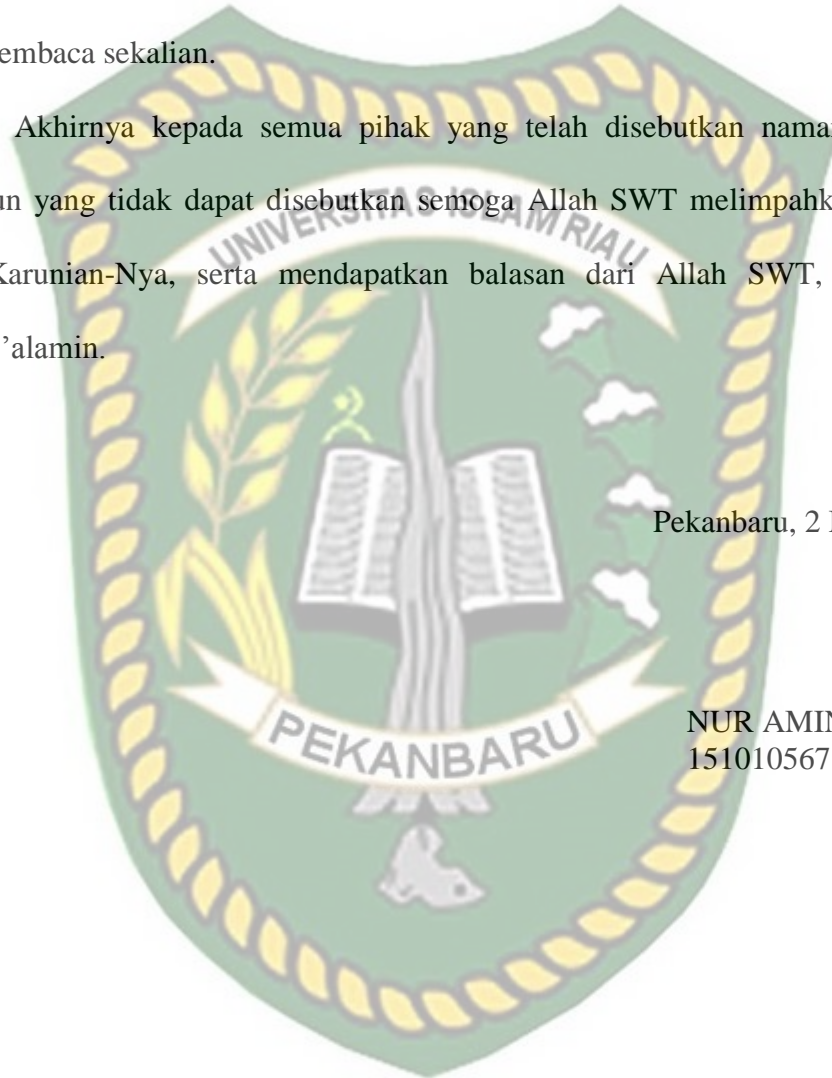 embaca sekalian.
Akhirnya kepada semua pihak yang telah disebutkan nama
un yang tidak dapat disebutkan semoga Allah SWT melimpahk
UNIVERSITAS ISLAM RIAU
Karunian-Nya, serta mendapatkan balasan dari Allah SWT,
'alamin.
Pekanbaru, 2
NUR AMIN
PEKANBARU
151010567